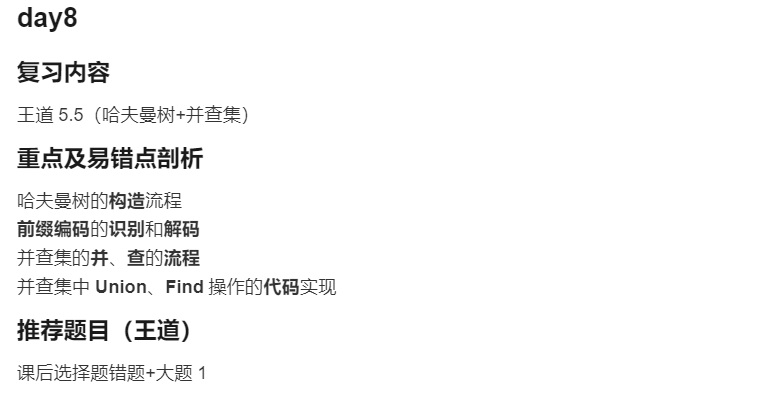 day8
复习内容
王道 5.5（哈夫曼树+并查集）
重点及易错点剖析
哈夫曼树的构造流程
前缀编码的识别和解码
并查集的并、查的流程
并查集中 Union、Find 操作的代码实现
推荐题目（王道）
课后选择题错题+大题 1